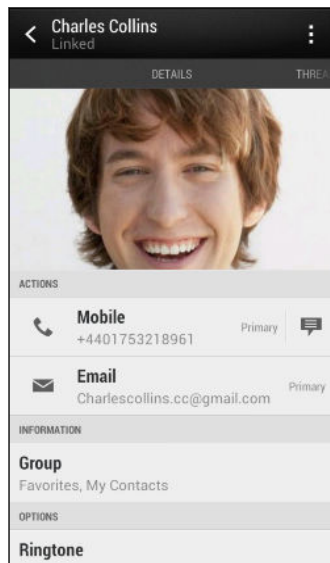 Charles Collins
Linked
DETAILS THREA
ACTIONS
Mobile
+4401753218961
Primary
Email
Charlescollins.cc@gmail.com
Primary
INFORMATION
Group
Favorites, My Contacts
OPTIONS
Ringtone